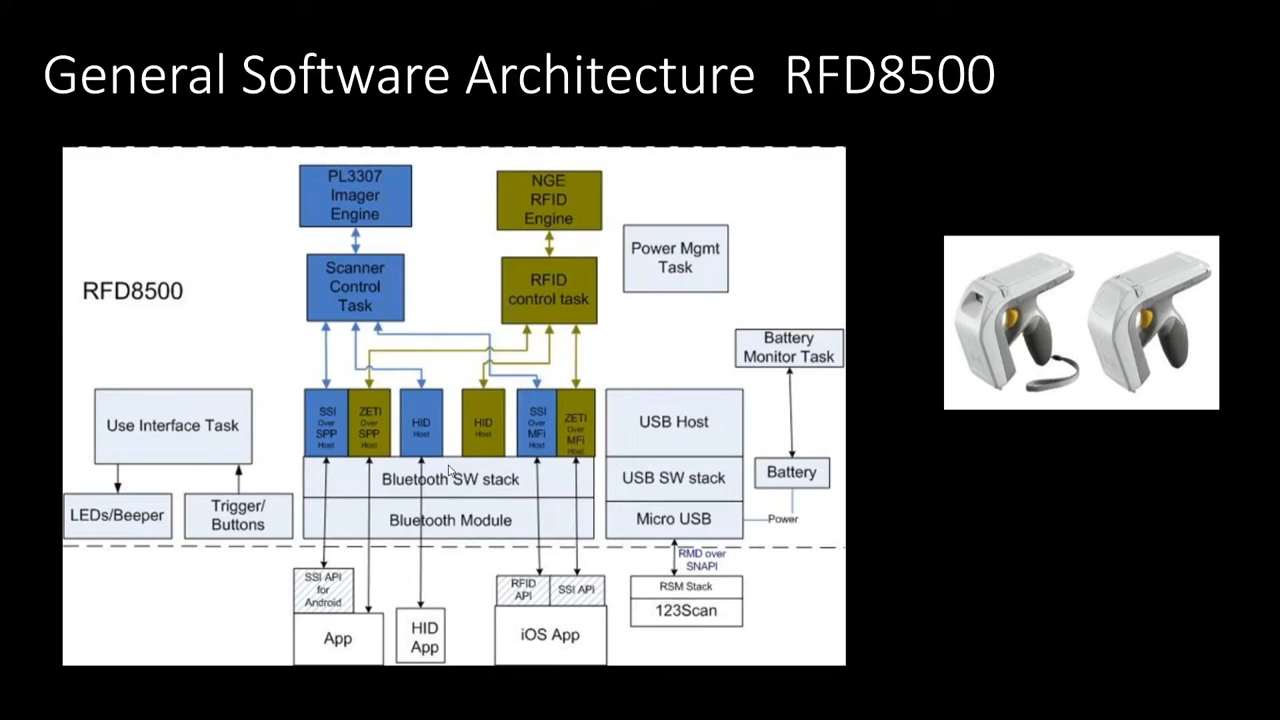 General Software Architecture RFD8500
PL3307
Imager
Engine
NGE
RFID
Engine
Power Mgmt
Task
Scanner
Control
Task
RFID
control task
RFD8500
Battery
Monitor Task
Use Interface Task
SSI
Over
SPP
Host
ZETI
Over
SPP
Host
HID
Host
HID
Host
SSI
Over
MFi
Host
ZETI
Over
MFi
Host
USB Host
Bluetooth SW stack
USB SW stack
Battery
LEDs/Beeper
Trigger/
Buttons
Bluetooth Module
Micro USB
Power
RMD over
SNAPI
SSI API
for
Android
RFID
API
SSI API
RSM Stack
123Scan
App
HID
App
iOS App